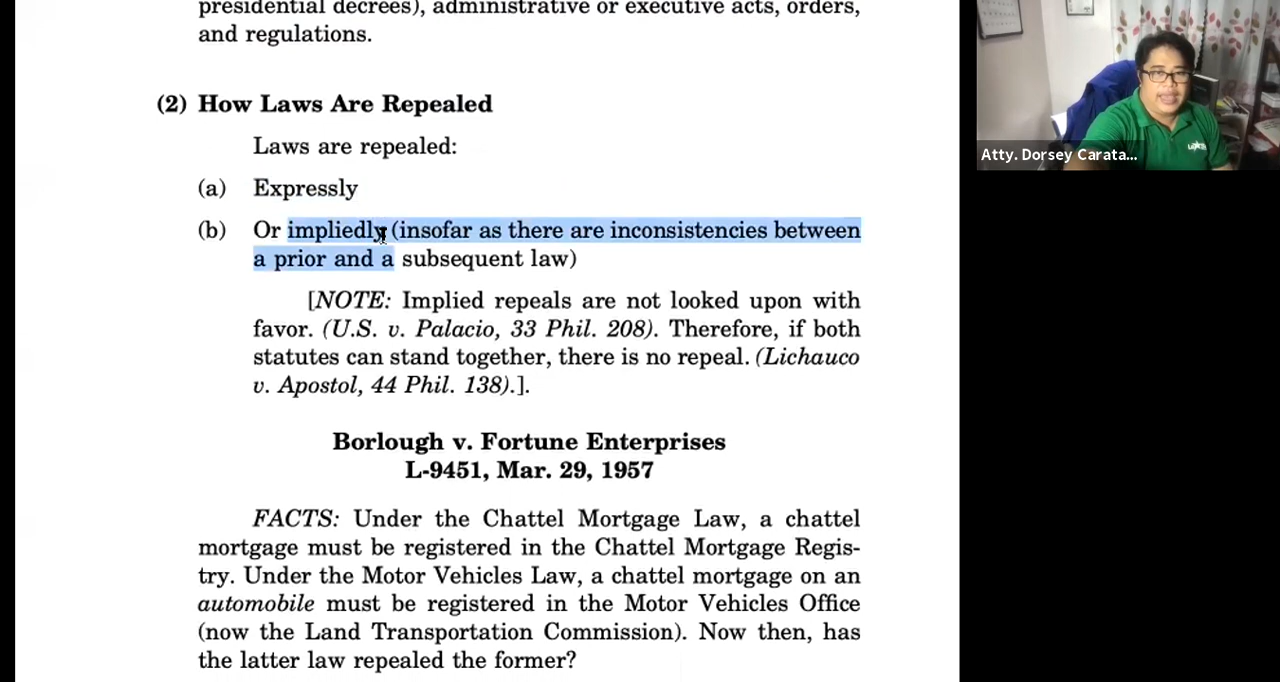 presidential decrees), administrative or executive acts, orders,
and regulations.
(2) How Laws Are Repealed
Laws are repealed:
(a) Expressly
(b) Or impliedly (insofar as there are inconsistencies between
a prior and a subsequent law)
[NOTE: Implied repeals are not looked upon with
favor. (U.S. v. Palacio, 33 Phil. 208). Therefore, if both
statutes can stand together, there is no repeal. (Lichauco
v. Apostol, 44 Phil. 138).].
Borlough v. Fortune Enterprises
L-9451, Mar. 29, 1957
FACTS: Under the Chattel Mortgage Law, a chattel
mortgage must be registered in the Chattel Mortgage Regis-
try. Under the Motor Vehicles Law, a chattel mortgage on an
automobile must be registered in the Motor Vehicles Office
(now the Land Transportation Commission). Now then, has
the latter law repealed the former?
Atty. Dorsey Carata...